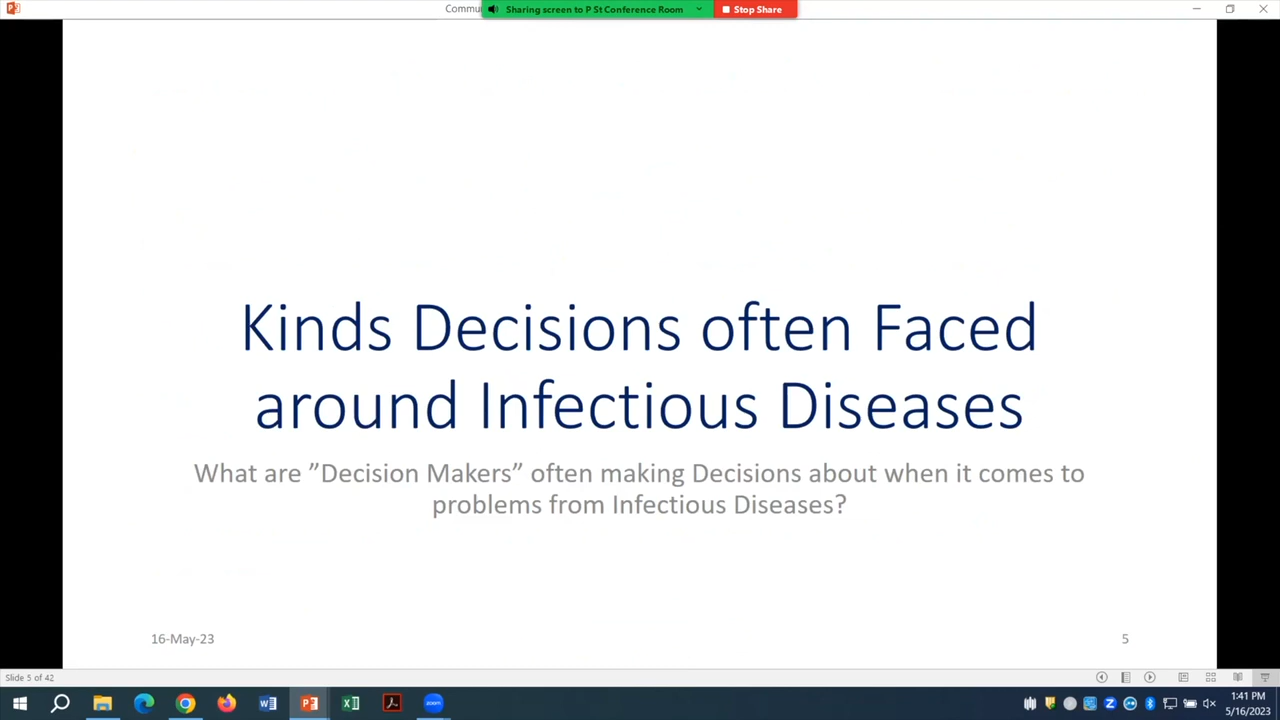 Commu
Sharing screen to P St Conference Room
Stop Share
Kinds Decisions often Faced
around Infectious Diseases
What are ”Decision Makers” often making Decisions about when it comes to
problems from Infectious Diseases?
16-May-23
5
Slide 5 of 42
zoom
1:41 PM
5/16/2023